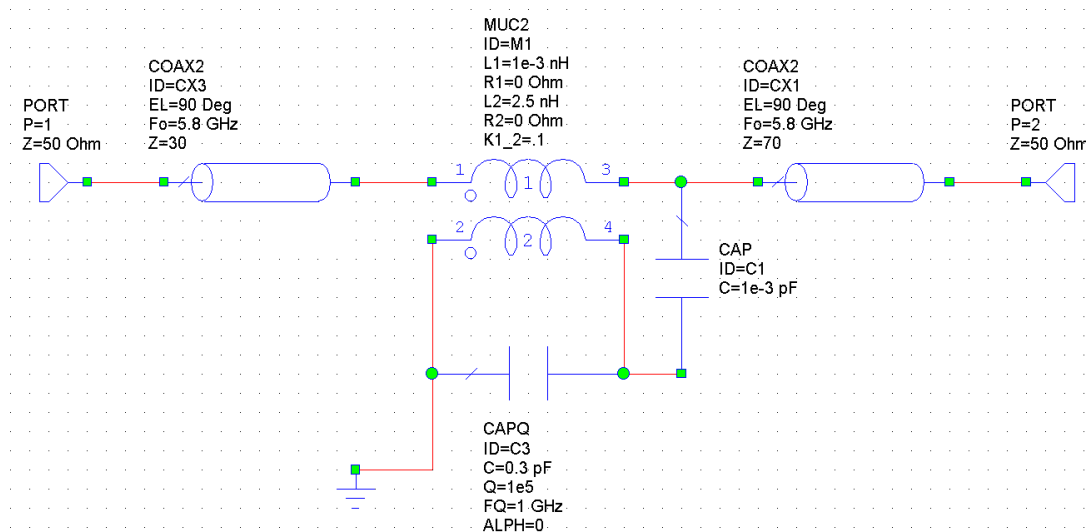 MUC2
ID=M1
L1=1e-3 nH
R1=0 Ohm
L2=2.5 nH
R2=0 Ohm
K1_2=.1
COAX2
ID=CX3
EL=90 Deg
Fo=5.8 GHz
Z=30
COAX2
ID=CX1
EL=90 Deg
Fo=5.8 GHz
Z=70
PORT
P=1
Z=50 Ohm
PORT
P=2
Z=50 Ohm
1
3
1
2
4
2
CAP
ID=C1
C=1e-3 pF
CAPQ
ID=C3
C=0.3 pF
Q=1e5
FQ=1 GHz
ALPH=0